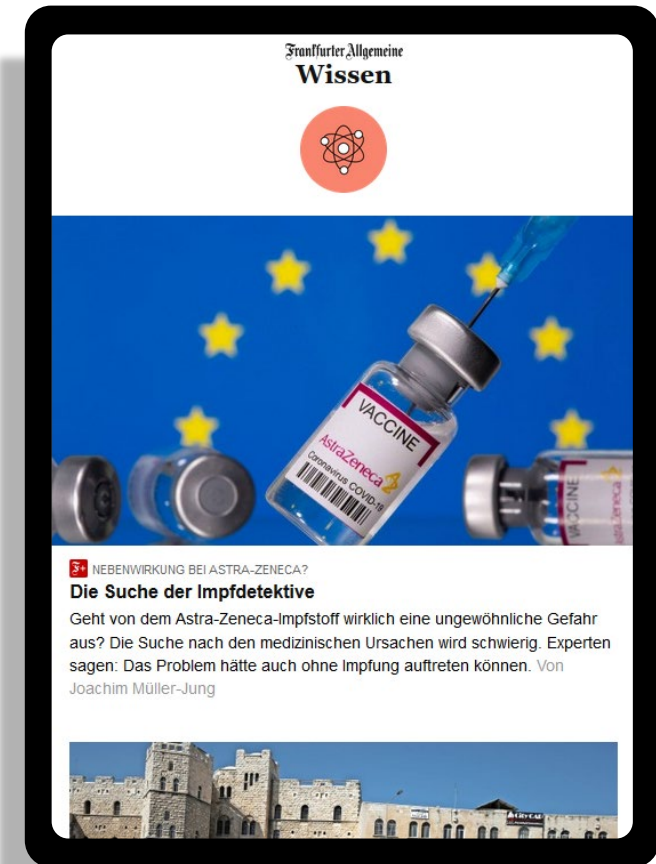 Frankfurter Allgemeine
Wissen
VACCINE
AstraZeneca
Coronavirus COVID-19
VACCINE
AstraZeneca
F+ NEBENWIRKUNG BEI ASTRA-ZENECA?
Die Suche der Impfdetektive
Geht von dem Astra-Zeneca-Impfstoff wirklich eine ungewöhnliche Gefahr
aus? Die Suche nach den medizinischen Ursachen wird schwierig. Experten
sagen: Das Problem hätte auch ohne Impfung auftreten können. Von
Joachim Müller-Jung